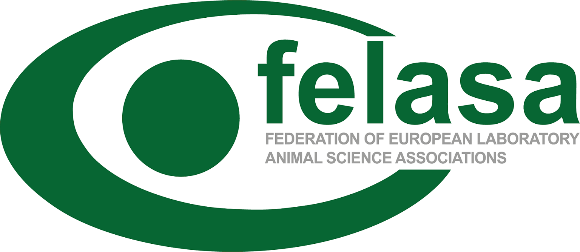 felasa
FEDERATION OF EUROPEAN LABORATORY
ANIMAL SCIENCE ASSOCIATIONS